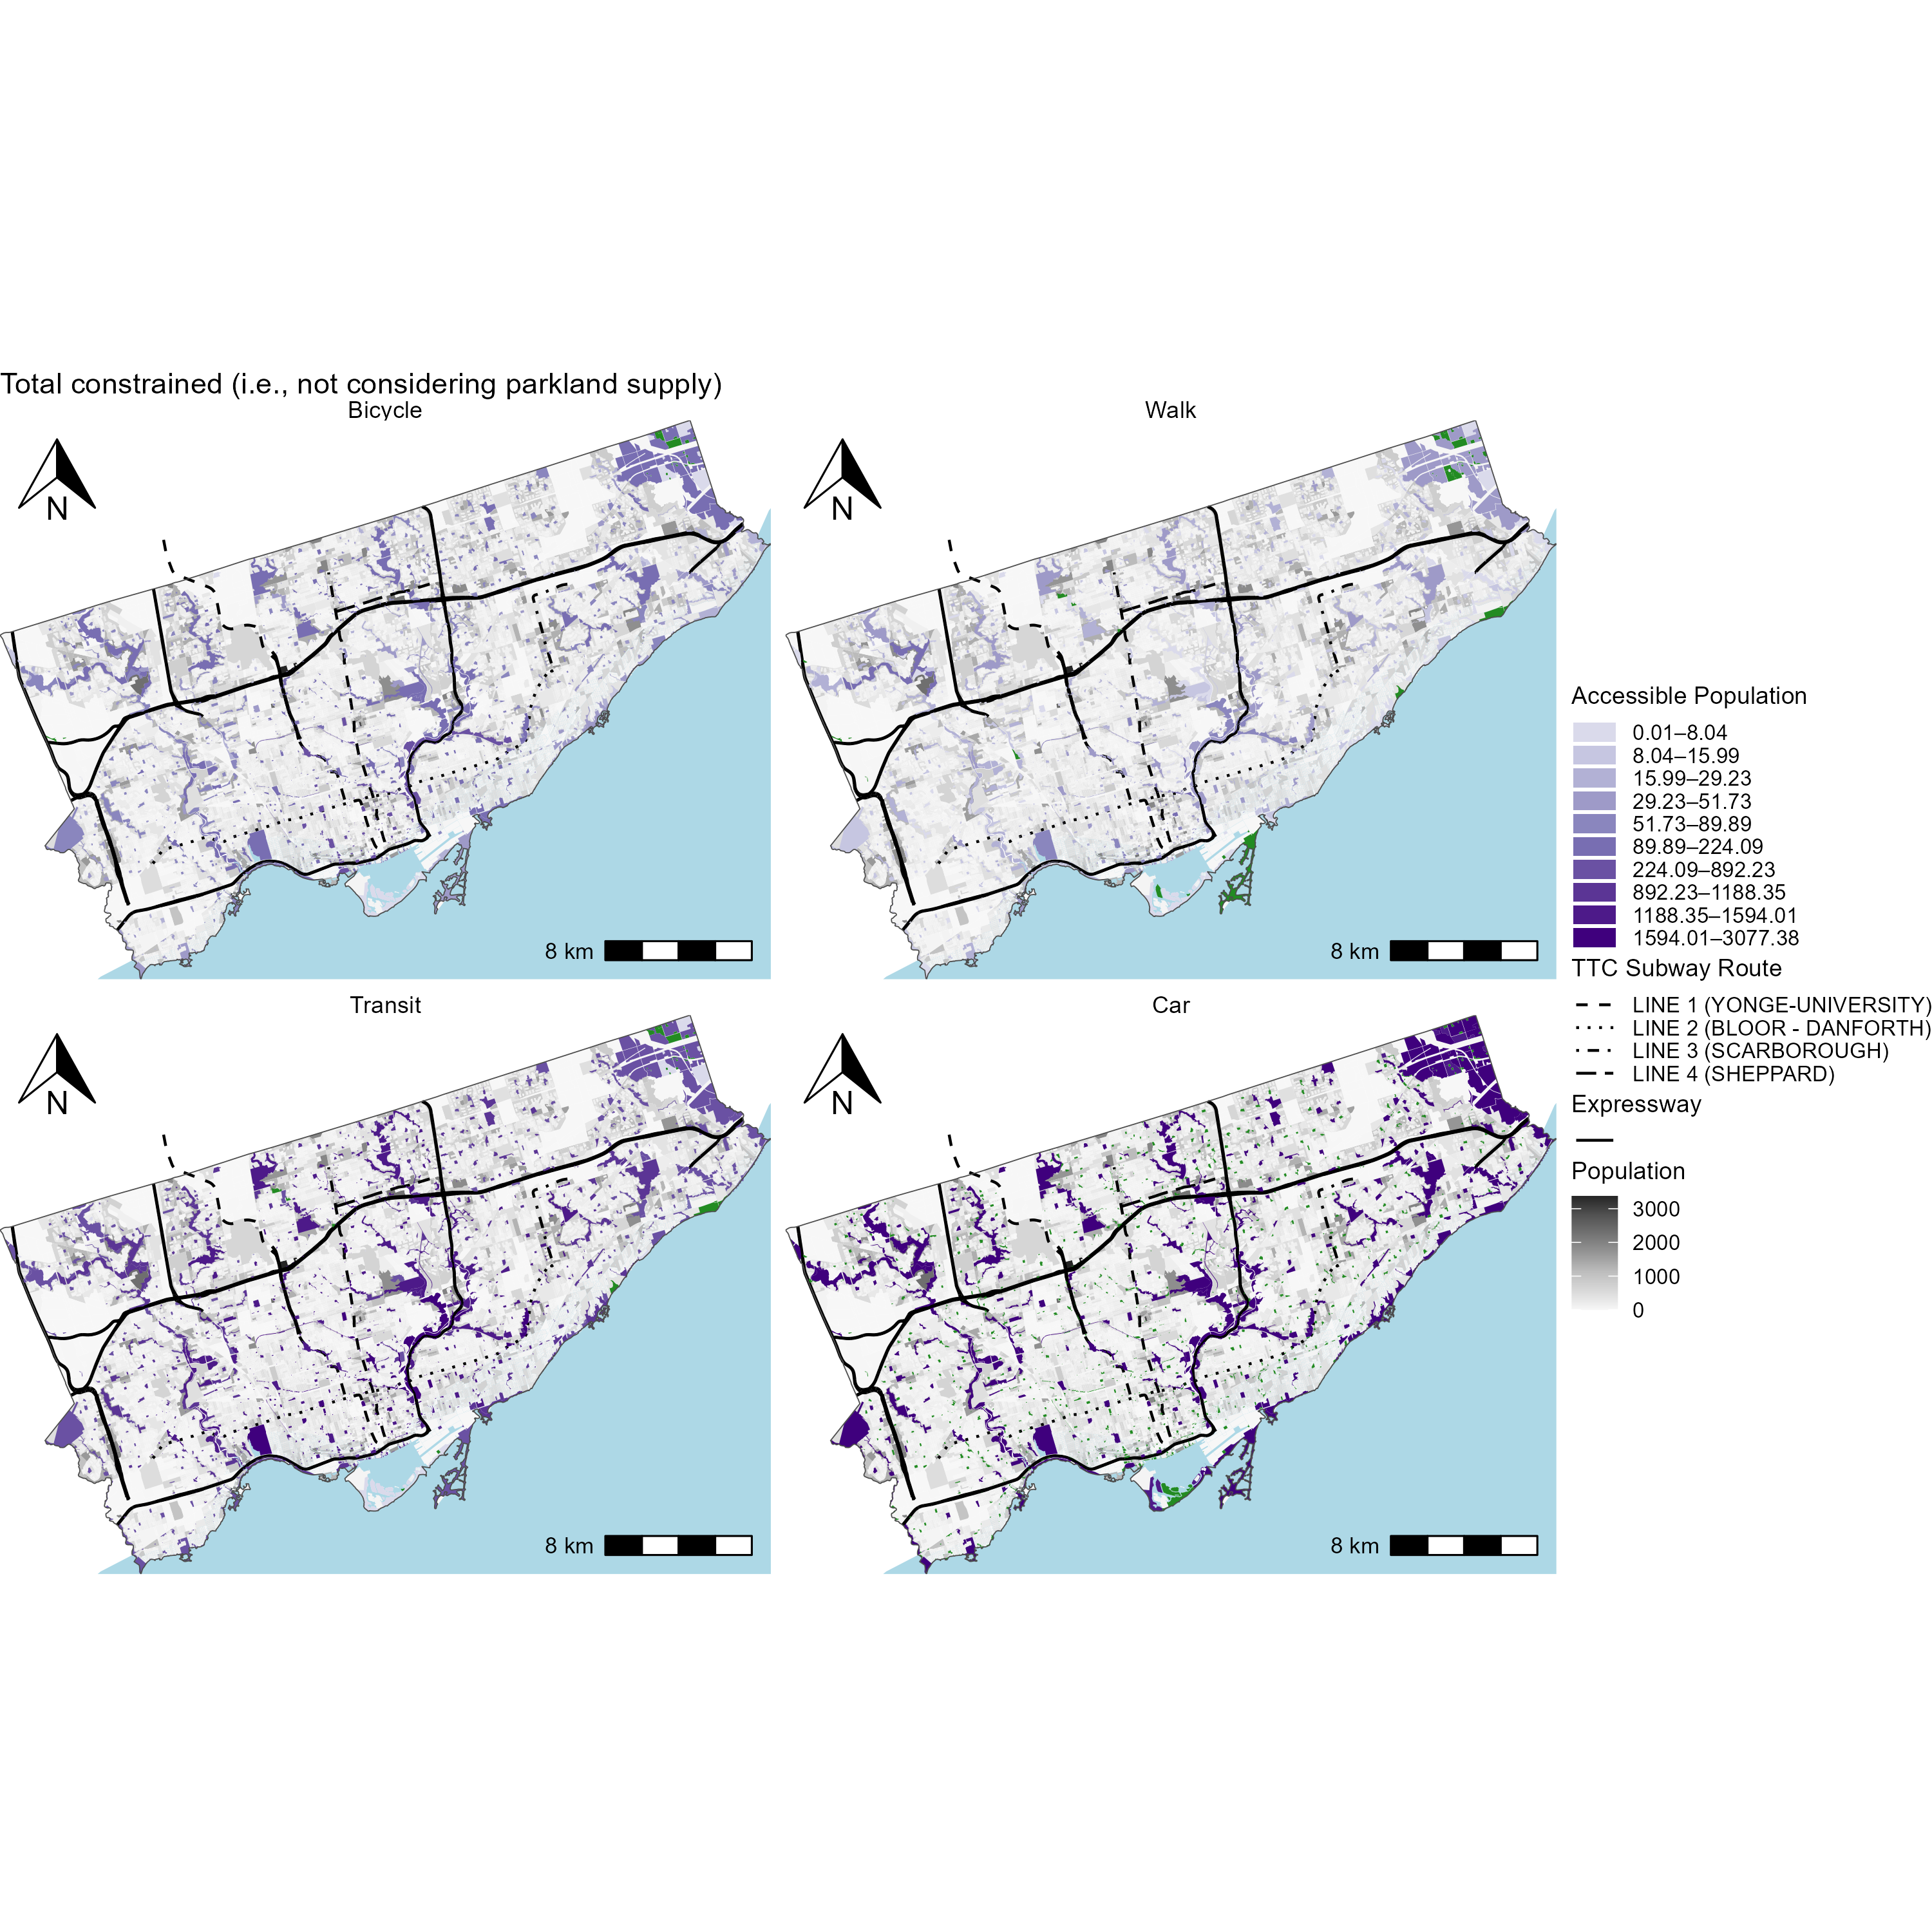 Total constrained (i.e., not considering parkland supply)
Bicycle
Walk
N
N
8 km
8 km
Transit
Car
N
N
8 km
8 km
Accessible Population
0.01–8.04
8.04–15.99
15.99–29.23
29.23–51.73
51.73–89.89
89.89–224.09
224.09–892.23
892.23–1188.35
1188.35–1594.01
1594.01–3077.38
TTC Subway Route
LINE 1 (YONGE-UNIVERSITY)
LINE 2 (BLOOR - DANFORTH)
LINE 3 (SCARBOROUGH)
LINE 4 (SHEPPARD)
Expressway
Population
3000
2000
1000
0